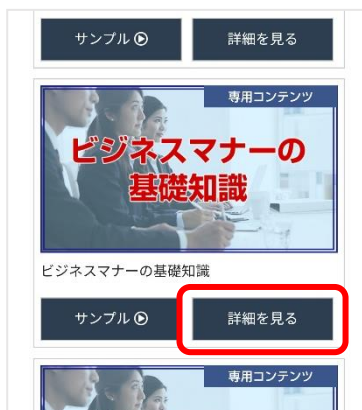 サンプル
詳細を見る
専用コンテンツ
ビジネスマナーの
基礎知識
ビジネスマナーの基礎知識
サンプル
詳細を見る
専用コンテンツ